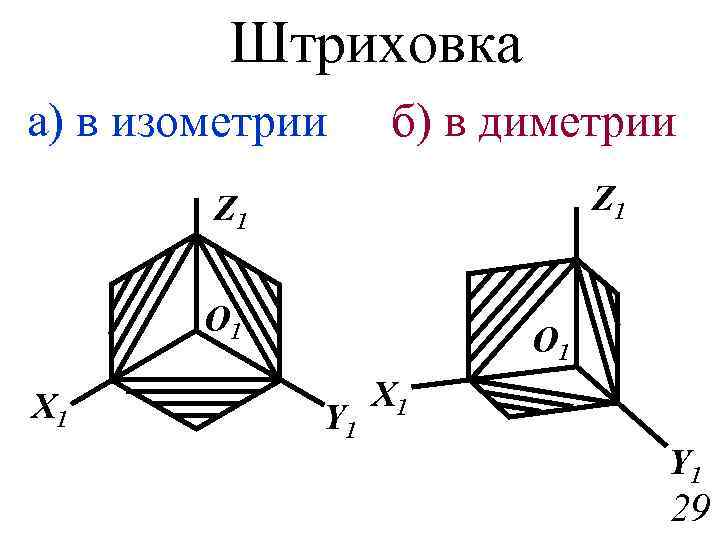 Штриховка
а) в изометрии б) в диметрии
Z1 Z1
O1 O1
X1 Y1 X1
Y1
29